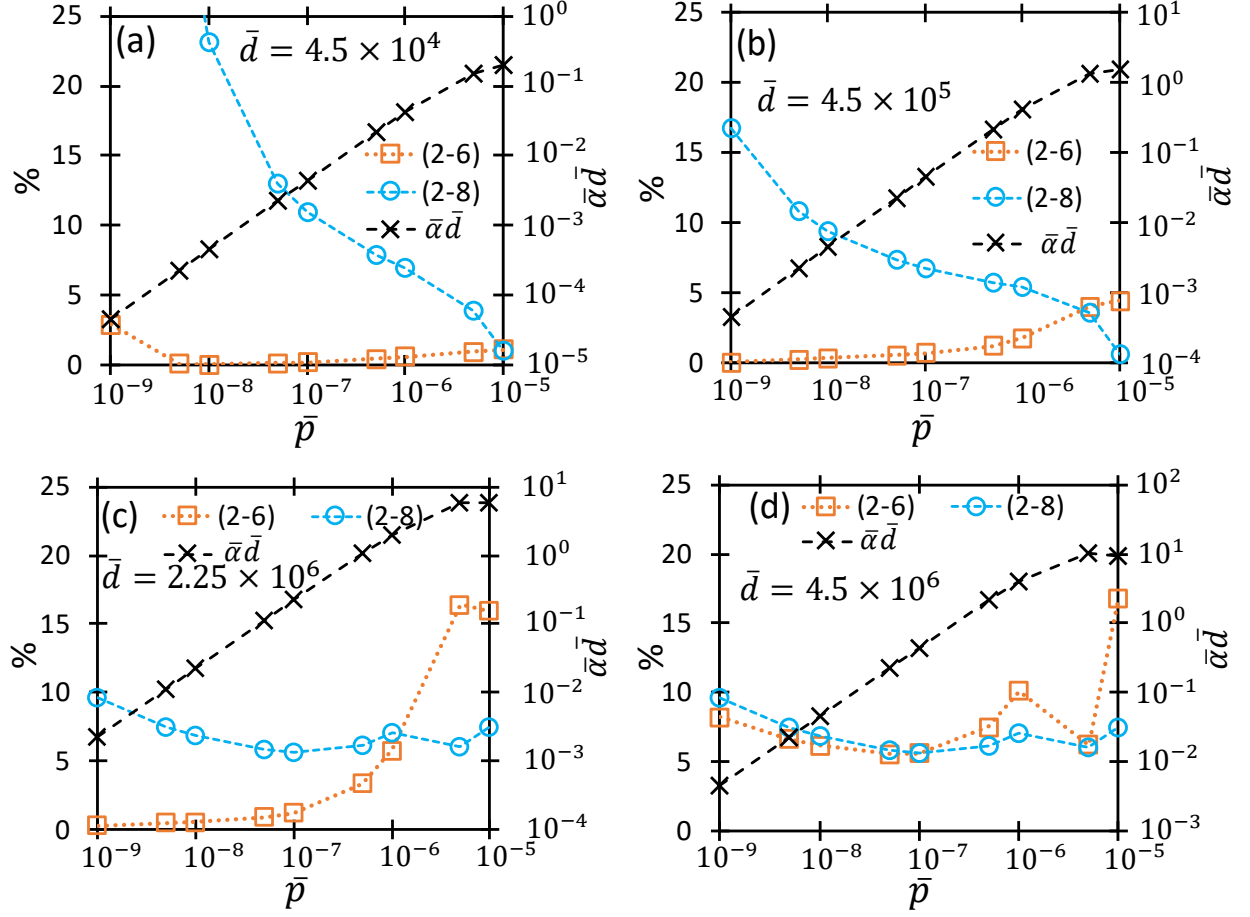 (a)
d̄ = 4.5 × 10⁴
25
20
15
10
5
0
%
10⁰
10⁻¹
10⁻²
10⁻³
10⁻⁴
10⁻⁵
ᾱd̄
(2-6)
(2-8)
ᾱd̄
10⁻⁹ 10⁻⁸ 10⁻⁷ 10⁻⁶ 10⁻⁵
p̄
(b)
d̄ = 4.5 × 10⁵
25
20
15
10
5
0
%
10¹
10⁰
10⁻¹
10⁻²
10⁻³
10⁻⁴
ᾱd̄
(2-6)
(2-8)
ᾱd̄
10⁻⁹ 10⁻⁸ 10⁻⁷ 10⁻⁶ 10⁻⁵
p̄
(c)
(2-6) (2-8)
ᾱd̄
d̄ = 2.25 × 10⁶
25
20
15
10
5
0
%
10¹
10⁰
10⁻¹
10⁻²
10⁻³
10⁻⁴
ᾱd̄
10⁻⁹ 10⁻⁸ 10⁻⁷ 10⁻⁶ 10⁻⁵
p̄
(d)
(2-6) (2-8)
ᾱd̄
d̄ = 4.5 × 10⁶
25
20
15
10
5
0
%
10²
10¹
10⁰
10⁻¹
10⁻²
10⁻³
ᾱd̄
10⁻⁹ 10⁻⁸ 10⁻⁷ 10⁻⁶ 10⁻⁵
p̄